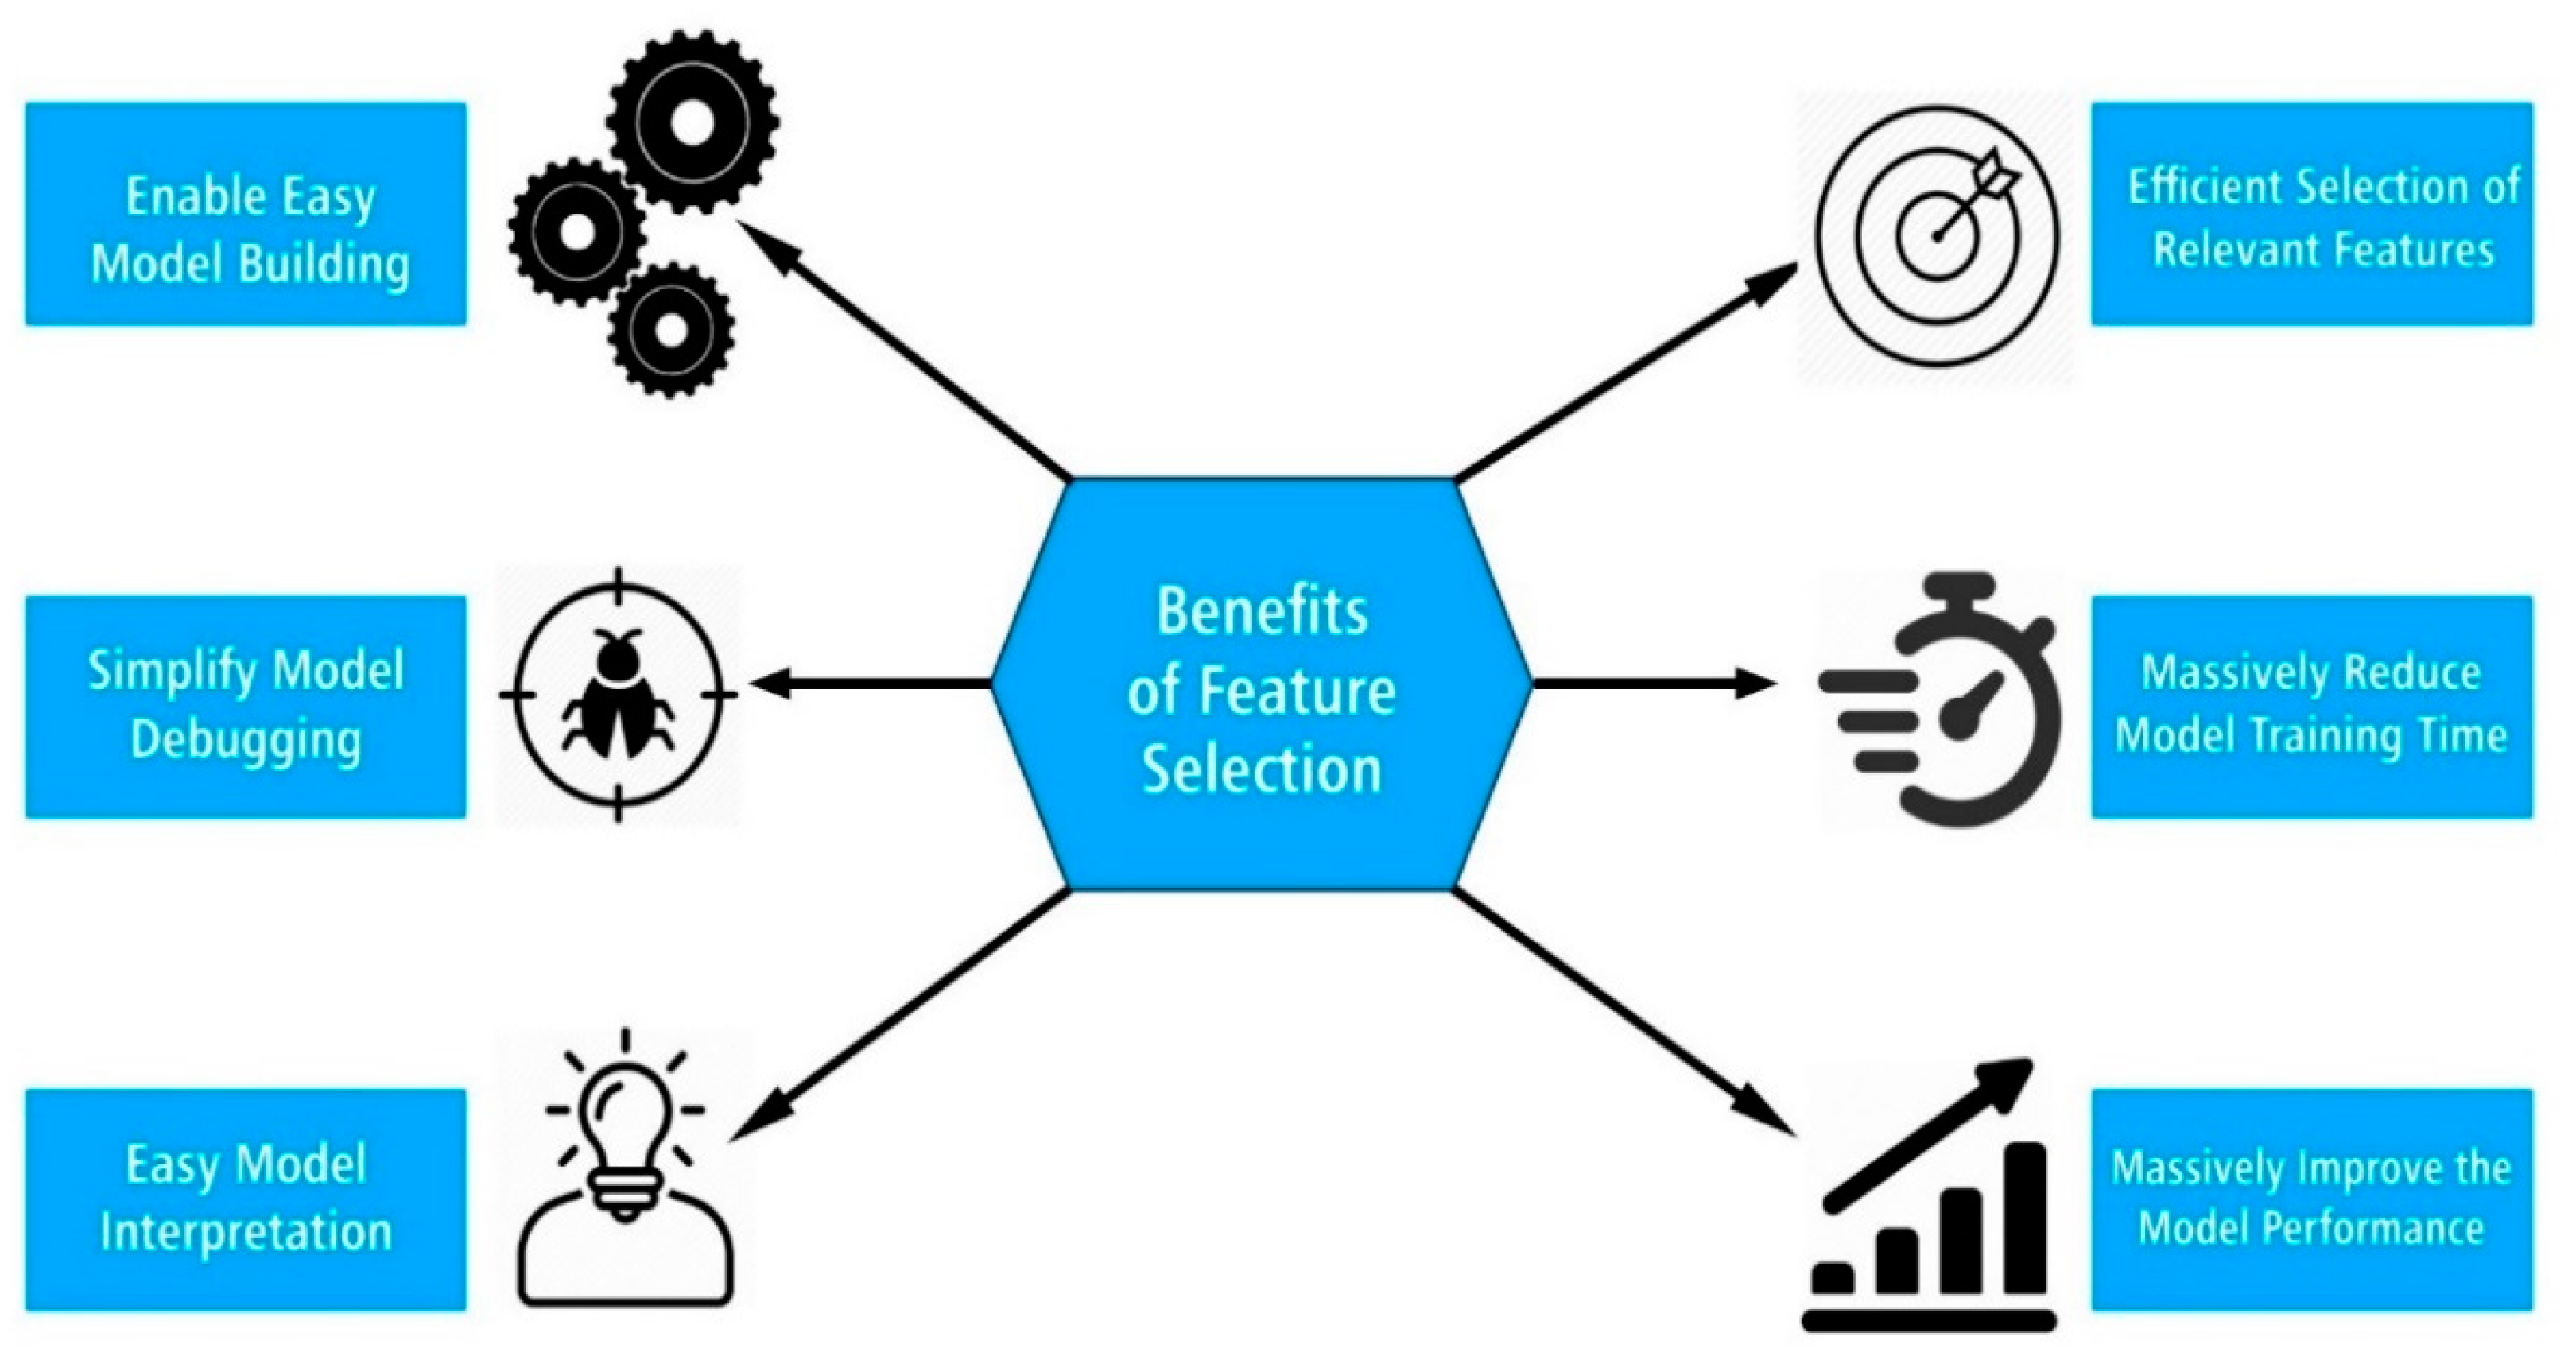 Enable Easy
Model Building
Efficient Selection of
Relevant Features
Benefits
of Feature
Selection
Simplify Model
Debugging
Massively Reduce
Model Training Time
Easy Model
Interpretation
Massively Improve the
Model Performance